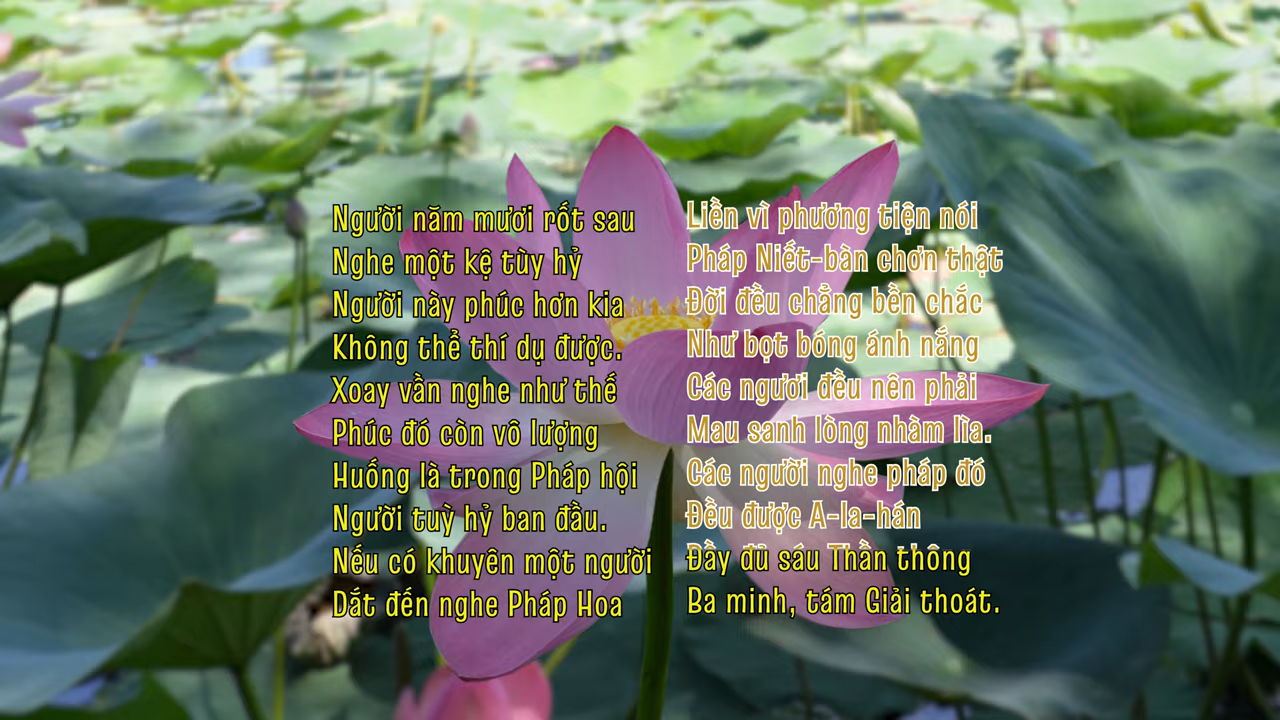 Người năm mươi rốt sau
Nghe một kệ tùy hỷ
Người này phúc hơn kia
Không thể thí dụ được.
Xoay vần nghe như thế
Phúc đó còn vô lượng
Huống là trong Pháp hội
Người tuỳ hỷ ban đầu.
Nếu có khuyên một người
Dắt đến nghe Pháp Hoa
Liền vì phương tiện nói
Pháp Niết-bàn chơn thật
Đời đều chẳng bền chắc
Như bọt bóng ánh nắng
Các ngươi đều nên phải
Mau sanh lòng nhàm lìa.
Các người nghe pháp đó
Đều được A-la-hán
Đầy đủ sáu Thần thông
Ba minh, tám Giải thoát.